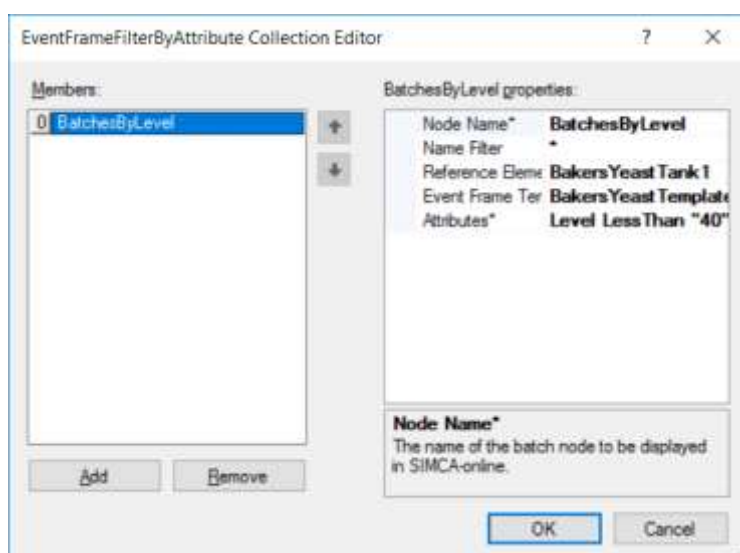 EventFrameFilterByAttribute Collection Editor ? ×
Members:
0 BatchesByLevel
BatchesByLevel properties:
Node Name* BatchesByLevel
Name Filter *
Reference Eleme BakersYeastTank1
Event Frame Ter BakersYeastTemplate
Attributes* Level LessThan "40"
Node Name*
The name of the batch node to be displayed
in SIMCA-online.
Add Remove
OK Cancel